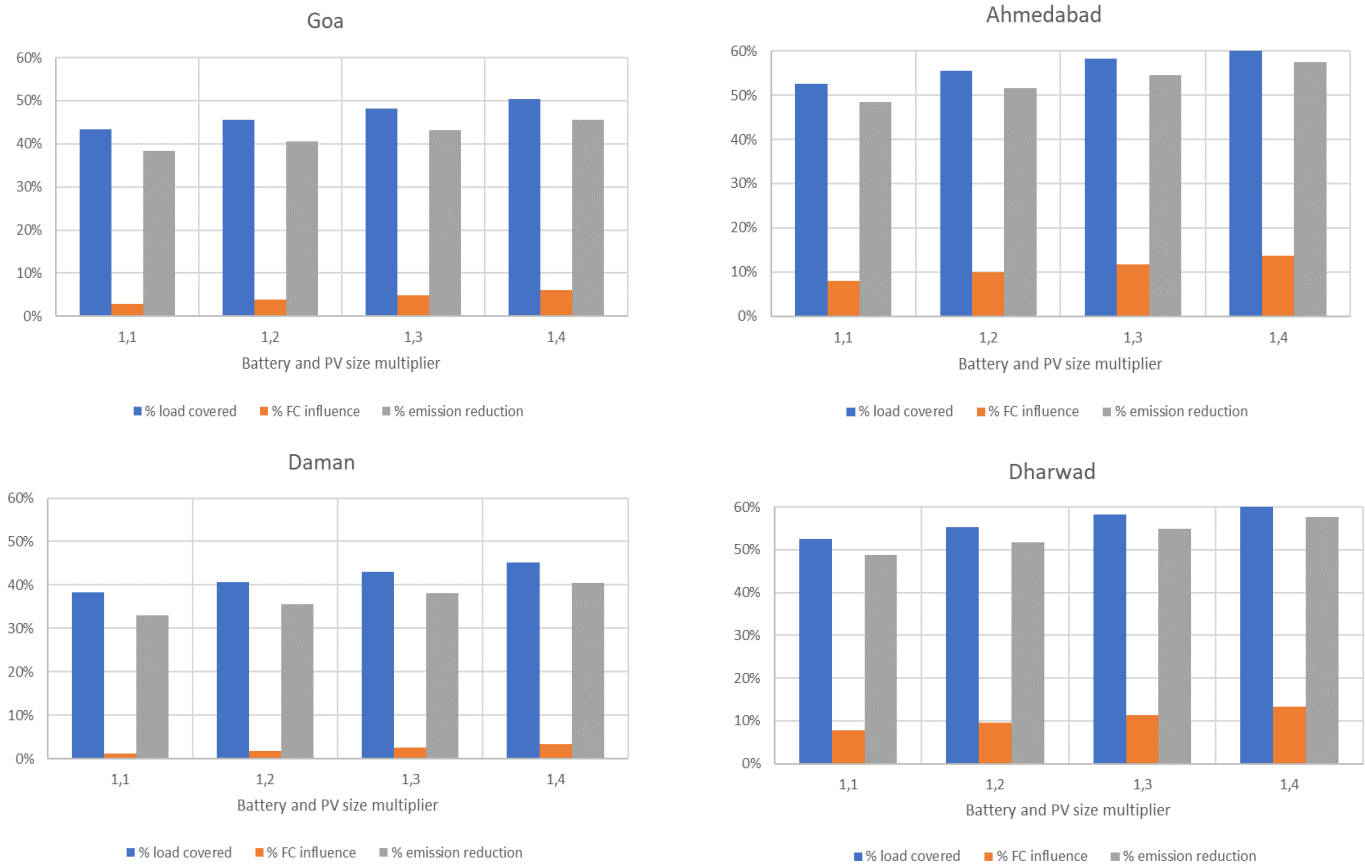 Goa
60%
50%
40%
30%
20%
10%
0%
1,1 1,2 1,3 1,4
Battery and PV size multiplier
% load covered % FC influence % emission reduction
Ahmedabad
60%
50%
40%
30%
20%
10%
0%
1,1 1,2 1,3 1,4
Battery and PV size multiplier
% load covered % FC influence % emission reduction
Daman
60%
50%
40%
30%
20%
10%
0%
1,1 1,2 1,3 1,4
Battery and PV size multiplier
% load covered % FC influence % emission reduction
Dharwad
60%
50%
40%
30%
20%
10%
0%
1,1 1,2 1,3 1,4
Battery and PV size multiplier
% load covered % FC influence % emission reduction